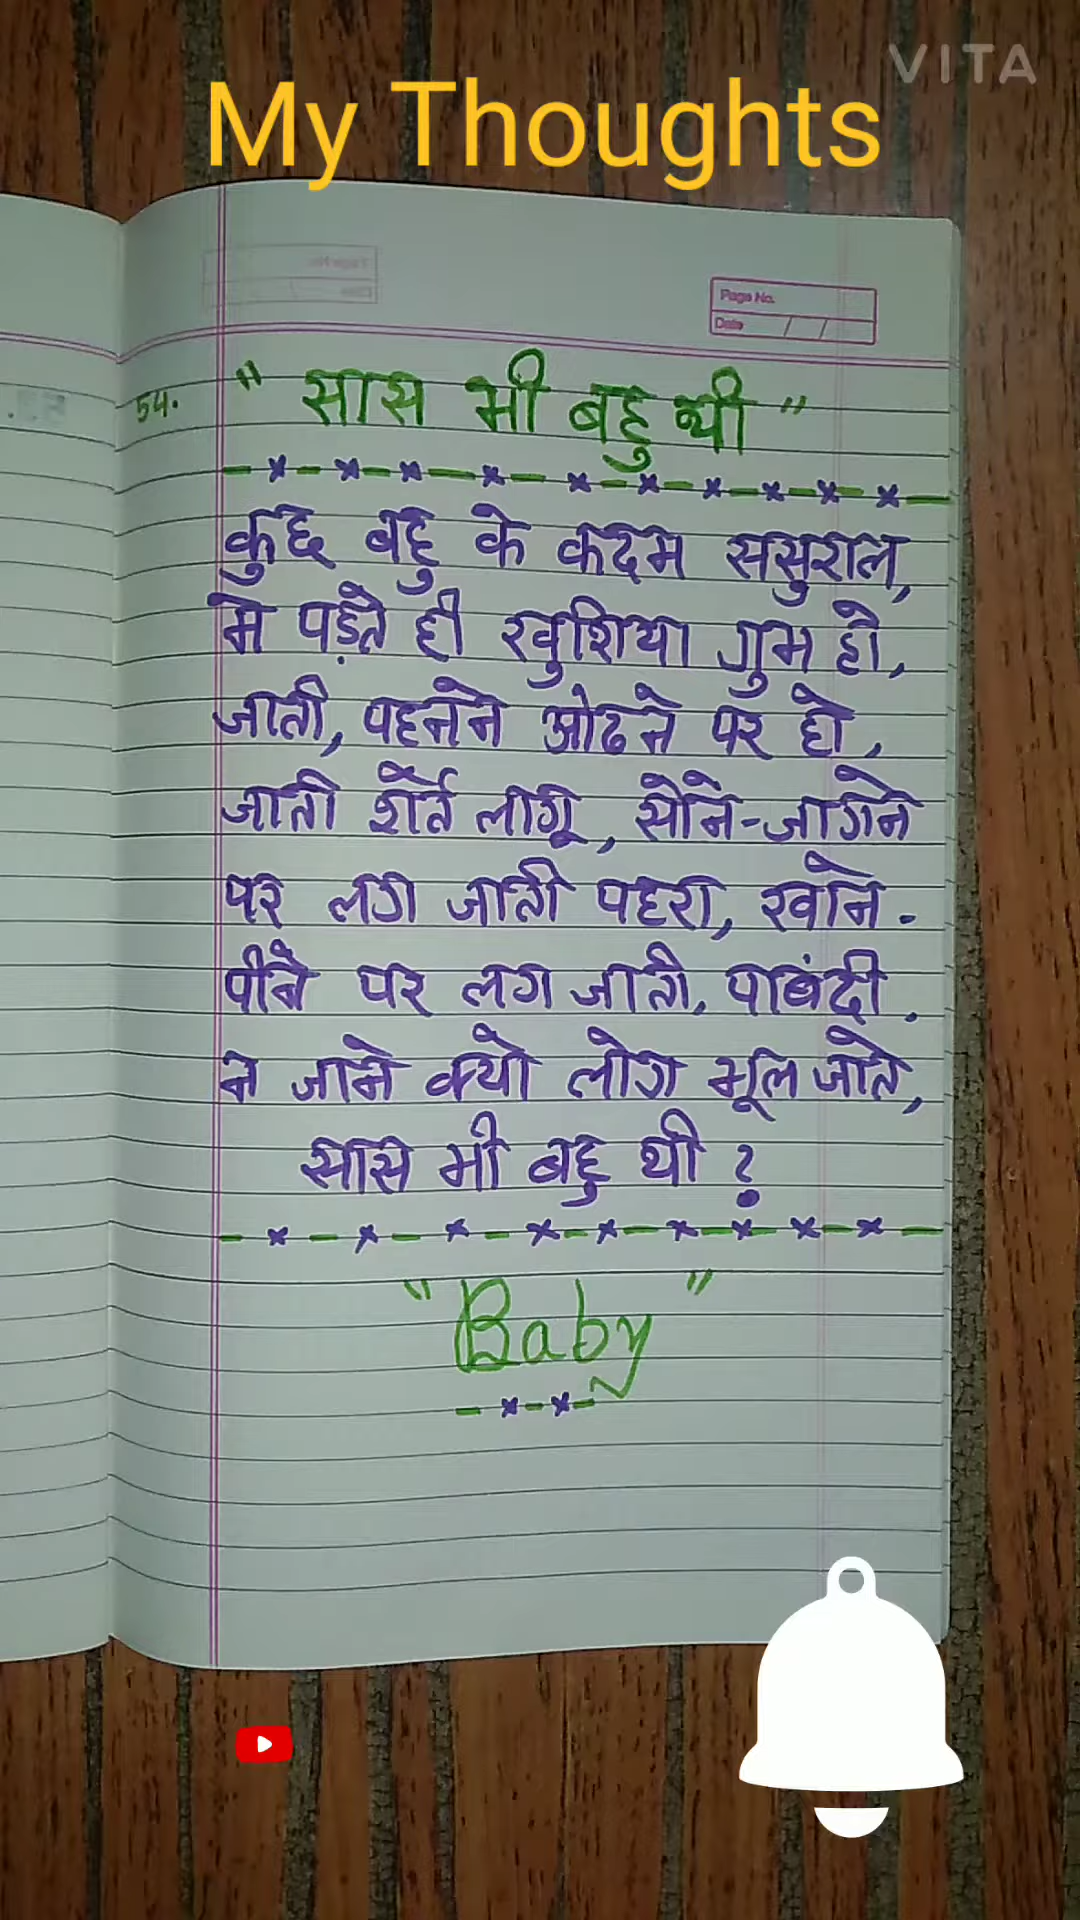 VITA
My Thoughts
Page No.
Date / /
54. " सास भी बहु थी "
कुछ बहु के कदम ससुराल,
मे पड़ते ही खुशिया गुम हो,
जाती, पहनने ओढने पर हो,
जाती शर्ते लागू, सोने-जागने
पर लग जाती पहरा, खाने-
पीने पर लग जाती, पाबंदी.
न जाने क्यो लोग भूल जाते,
सास भी बहु थी ?
"Baby"